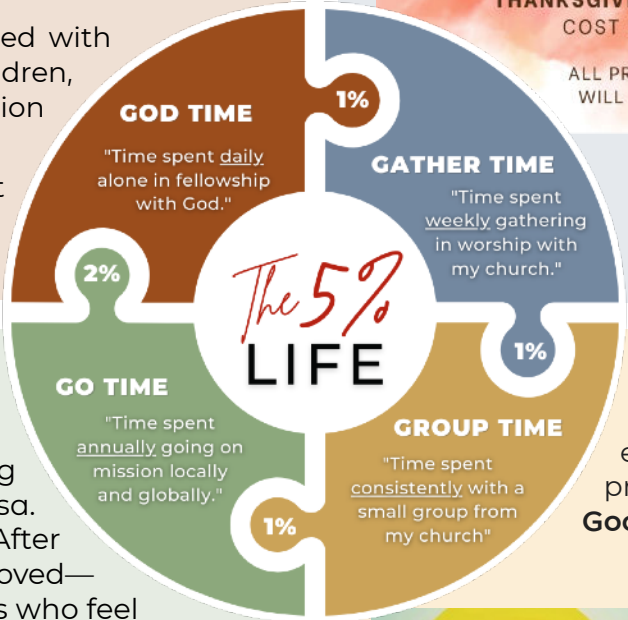 ed with
dren,
ion
t
THANKSGIV
COST
ALL PR
WILL
GOD TIME
"Time spent daily
alone in fellowship
with God."
1%
GATHER TIME
"Time spent
weekly gathering
in worship with
my church."
2%
The 5%
LIFE
1%
GO TIME
"Time spent
annually going on
mission locally
and globally."
GROUP TIME
"Time spent
consistently with a
small group from
my church"
1%
g
sa.
After
oved—
s who feel
e
pr
Goo